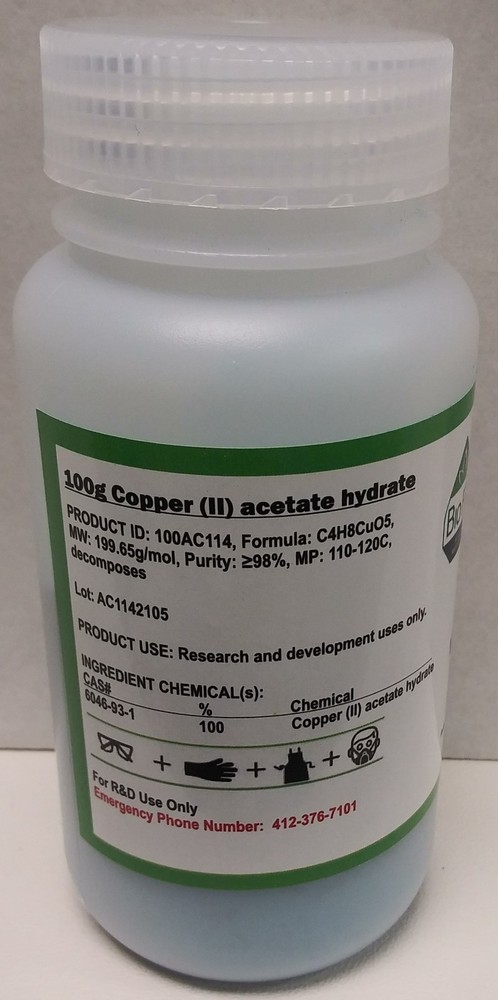 100g Copper (II) acetate hydrate
PRODUCT ID: 100AC114, Formula: C4H8CuO5,
MW: 199.65g/mol, Purity: ≥98%, MP: 110-120C,
decomposes
Lot: AC1142105
PRODUCT USE: Research and development uses only.
INGREDIENT CHEMICAL(s):
CAS# % Chemical
6046-93-1 100 Copper (II) acetate hydrate
+ + +
For R&D Use Only
Emergency Phone Number: 412-376-7101